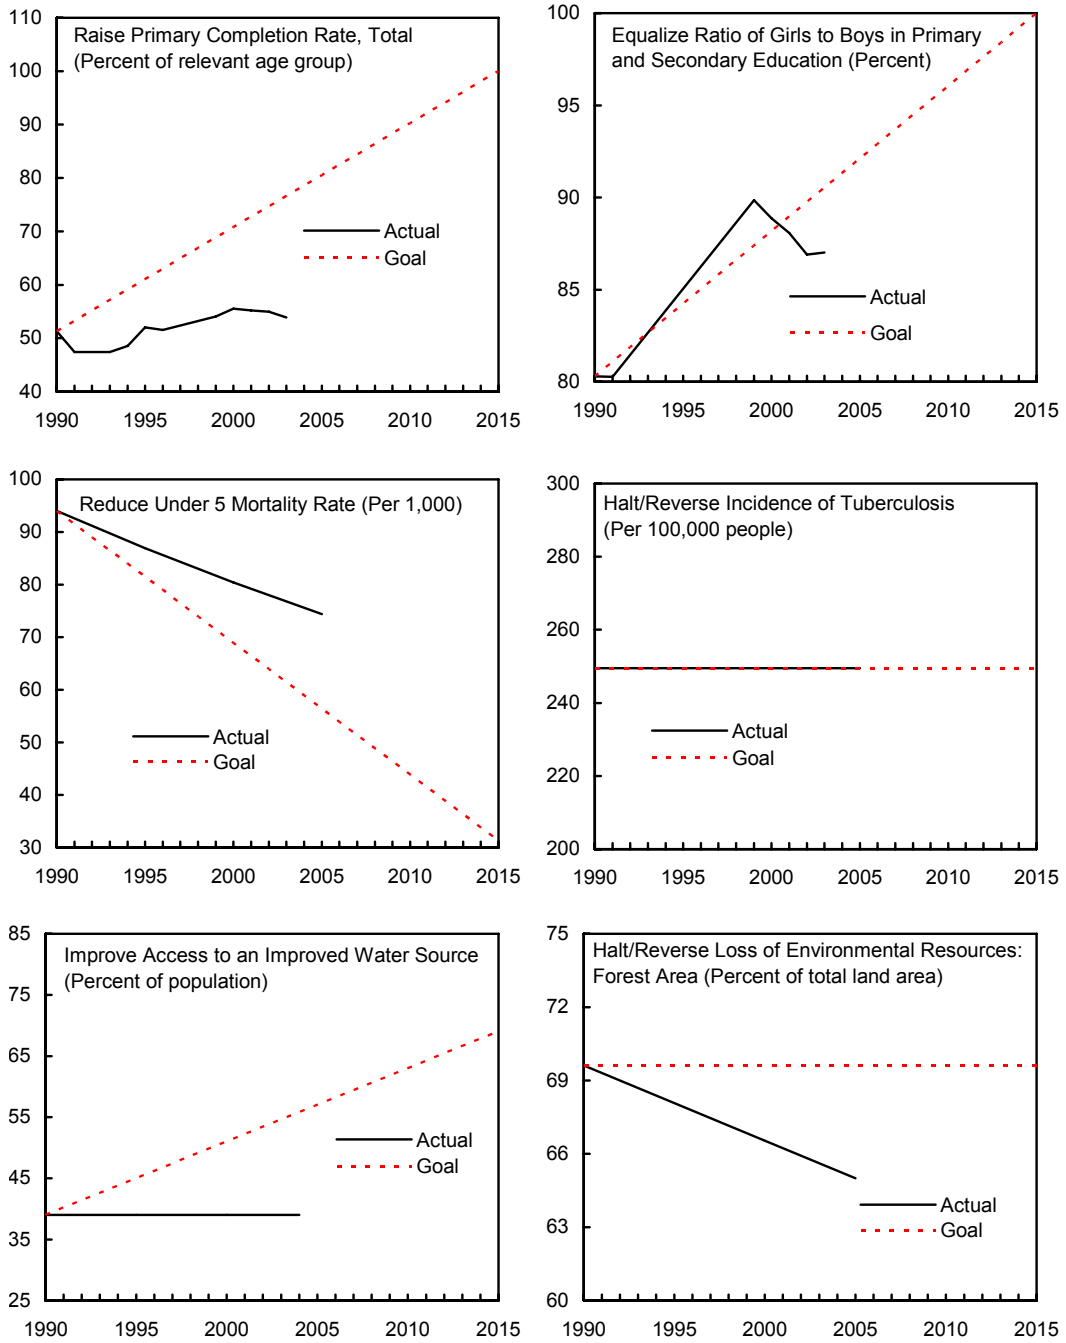 110
100
90
80
70
60
50
40
Raise Primary Completion Rate, Total
(Percent of relevant age group)
Actual
Goal
1990 1995 2000 2005 2010 2015
100
95
90
85
80
Equalize Ratio of Girls to Boys in Primary
and Secondary Education (Percent)
Actual
Goal
1990 1995 2000 2005 2010 2015
100
90
80
70
60
50
40
30
Reduce Under 5 Mortality Rate (Per 1,000)
Actual
Goal
1990 1995 2000 2005 2010 2015
300
280
260
240
220
200
Halt/Reverse Incidence of Tuberculosis
(Per 100,000 people)
Actual
Goal
1990 1995 2000 2005 2010 2015
85
75
65
55
45
35
25
Improve Access to an Improved Water Source
(Percent of population)
Actual
Goal
1990 1995 2000 2005 2010 2015
75
72
69
66
63
60
Halt/Reverse Loss of Environmental Resources:
Forest Area (Percent of total land area)
Actual
Goal
1990 1995 2000 2005 2010 2015